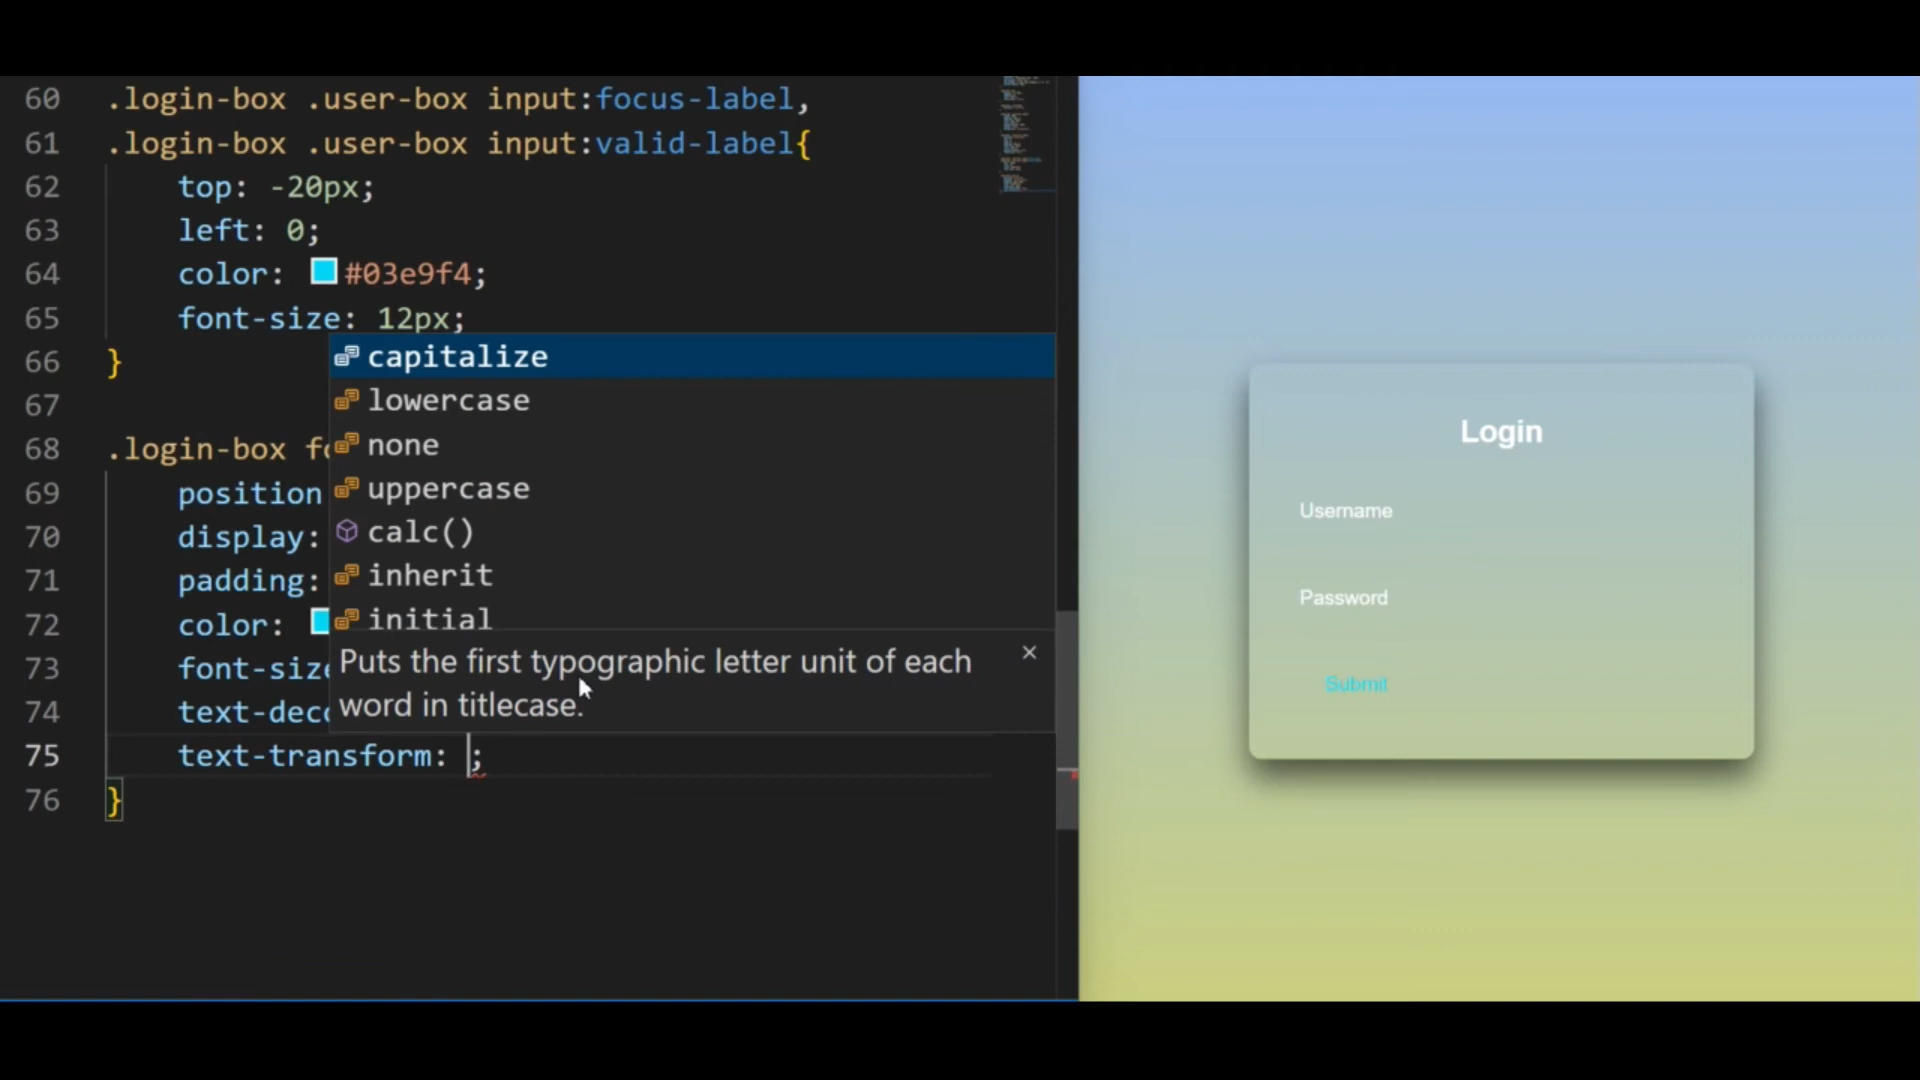 60 .login-box .user-box input:focus-label,
61 .login-box .user-box input:valid-label{
62 top: -20px;
63 left: 0;
64 color: #03e9f4;
65 font-size: 12px;
66 }
67
68 .login-box fo
69 position
70 display:
71 padding:
72 color:
73 font-size
74 text-deco
75 text-transform: ;
76 }
capitalize
lowercase
none
uppercase
calc()
inherit
initial
Puts the first typographic letter unit of each
word in titlecase.
Login
Username
Password
Submit